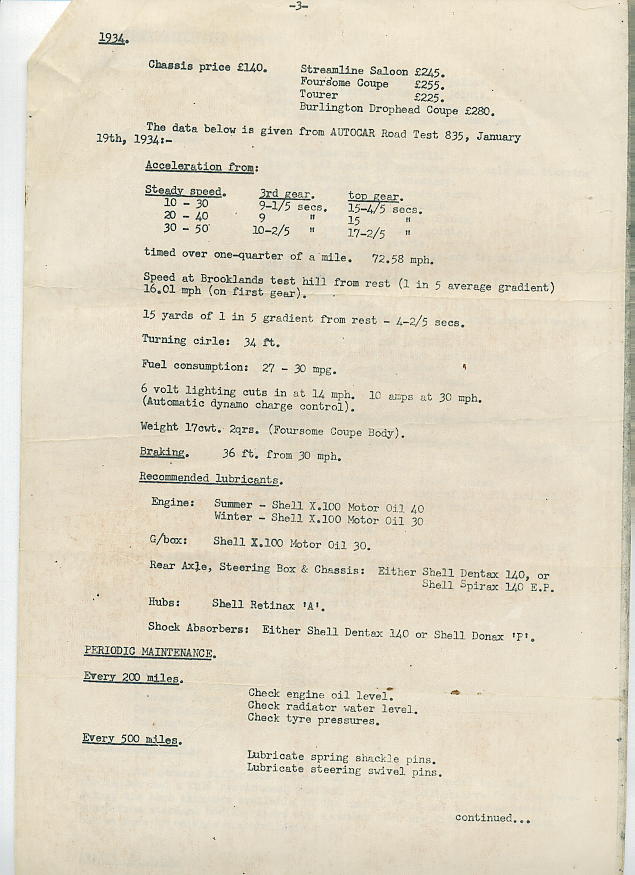 -3-
1934.
Chassis price £140. Streamline Saloon £245.
Foursome Coupe £255.
Tourer £225.
Burlington Drophead Coupe £280.
The data below is given from AUTOCAR Road Test 835, January
19th, 1934:-
Acceleration from:
Steady speed. 3rd gear. top gear.
10 - 30 9-1/5 secs. 15-4/5 secs.
20 - 40 9 " 15 "
30 - 50 10-2/5 " 17-2/5 "
timed over one-quarter of a mile. 72.58 mph.
Speed at Brooklands test hill from rest (1 in 5 average gradient)
16.01 mph (on first gear).
15 yards of 1 in 5 gradient from rest - 4-2/5 secs.
Turning cirle: 34 ft.
Fuel consumption: 27 - 30 mpg.
6 volt lighting cuts in at 14 mph. 10 amps at 30 mph.
(Automatic dynamo charge control).
Weight 17cwt. 2qrs. (Foursome Coupe Body).
Braking. 36 ft. from 30 mph.
Recommended lubricants.
Engine: Summer - Shell X.100 Motor Oil 40
Winter - Shell X.100 Motor Oil 30
G/box: Shell X.100 Motor Oil 30.
Rear Axle, Steering Box & Chassis: Either Shell Dentax 140, or
Shell Spirax 140 E.P.
Hubs: Shell Retinax 'A'.
Shock Absorbers: Either Shell Dentax 140 or Shell Donax 'P'.
PERIODIC MAINTENANCE.
Every 200 miles.
Check engine oil level.
Check radiator water level.
Check tyre pressures.
Every 500 miles.
Lubricate spring shackle pins.
Lubricate steering swivel pins.
continued...